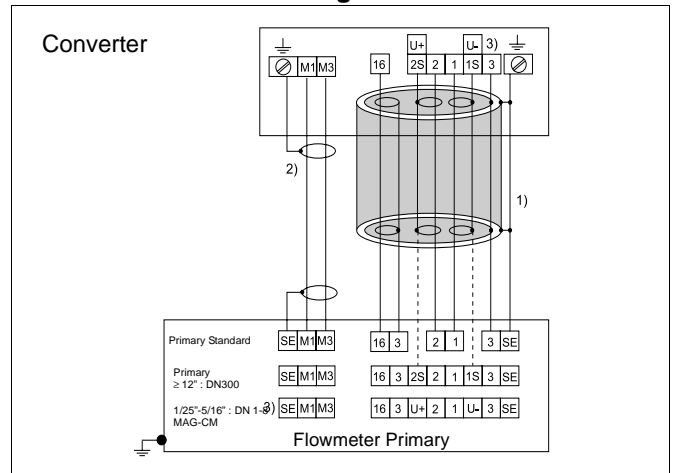 Converter
U+ U- 3)
M1 M3 16 2S 2 1 1S 3
2)
1)
Primary Standard SE M1 M3 16 3 2 1 3 SE
Primary
≥ 12" : DN300 SE M1 M3 16 3 2S 2 1 1S 3 SE
1/25"-5/16" : DN 1-8 3) SE M1 M3 16 3 U+ 2 1 U- 3 SE
MAG-CM
Flowmeter Primary